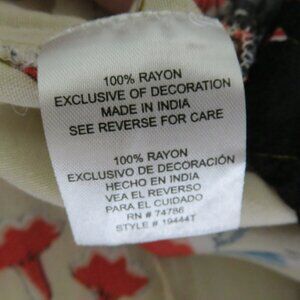 100% RAYON
EXCLUSIVE OF DECORATION
MADE IN INDIA
SEE REVERSE FOR CARE
100% RAYON
EXCLUSIVO DE DECORACIÓN
HECHO EN INDIA
VEA EL REVERSO
PARA EL CUIDADO
RN # 74786
STYLE # 19444T